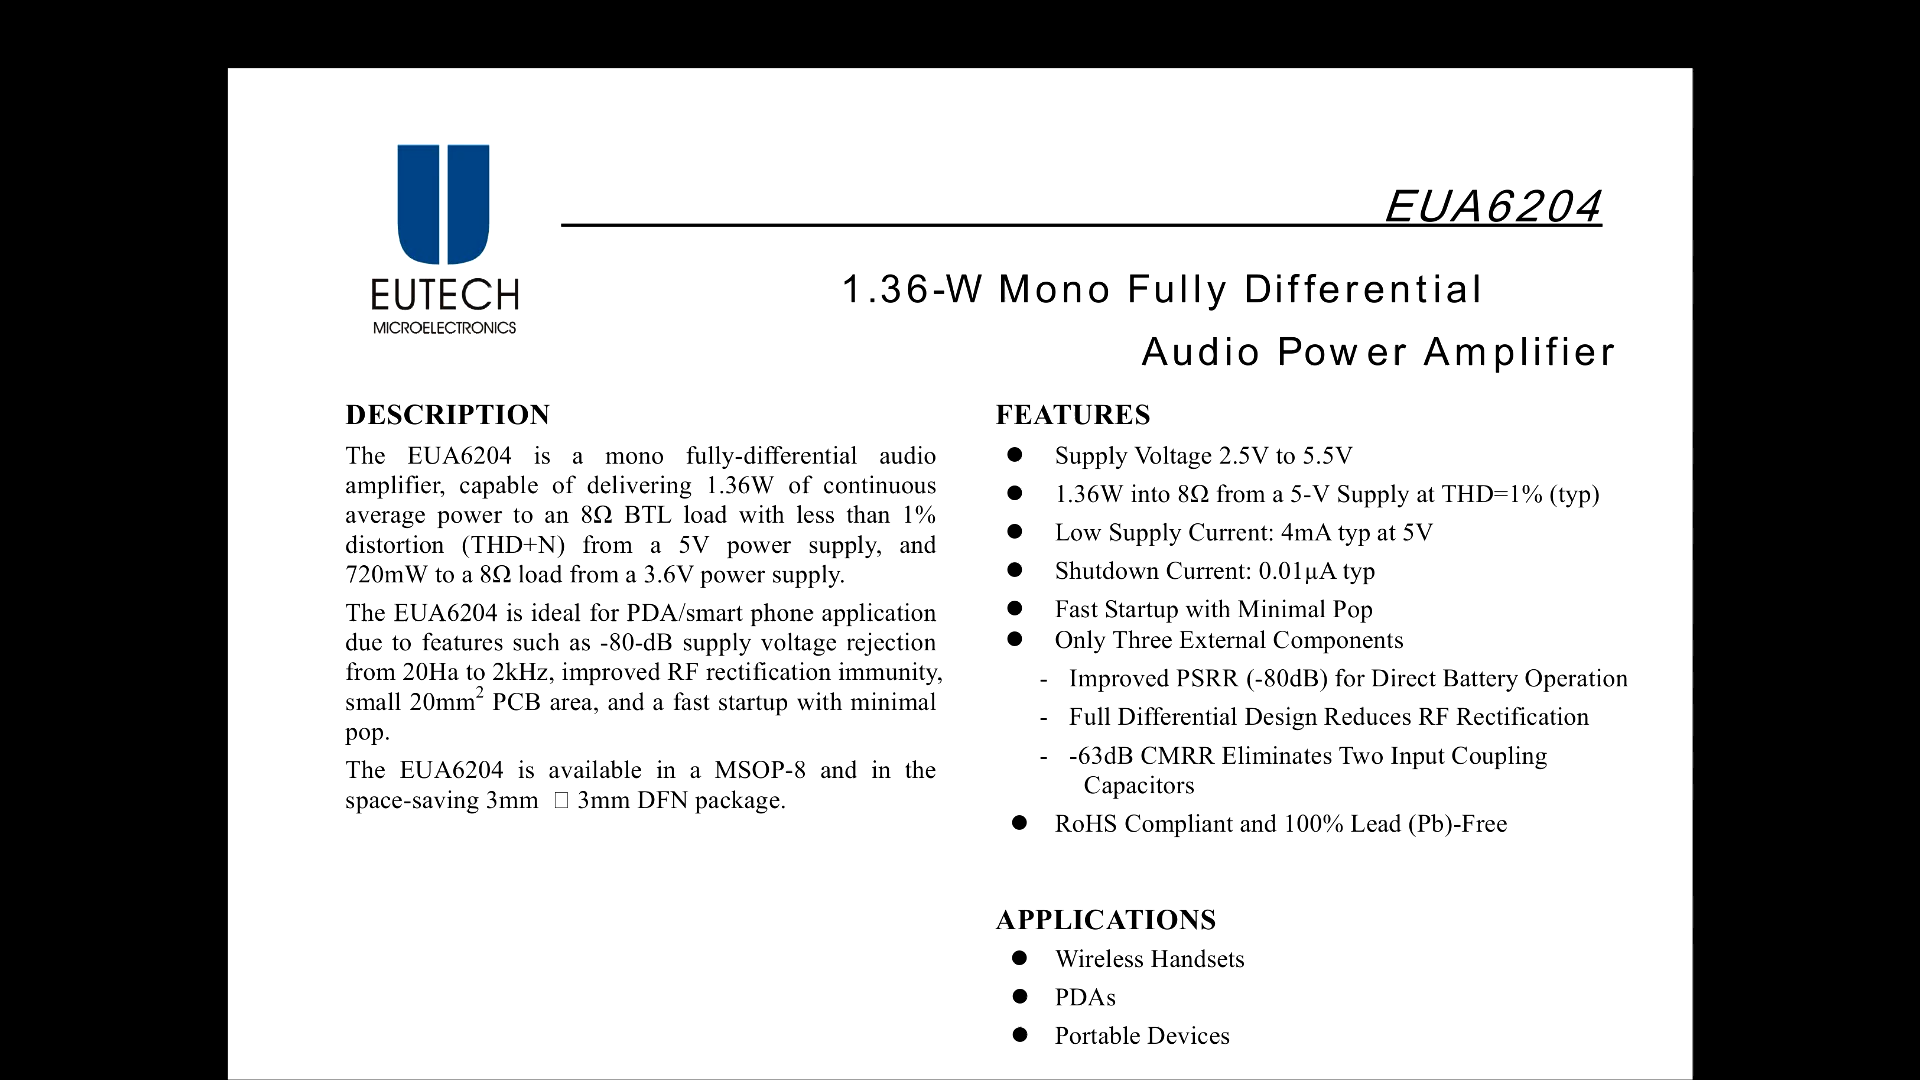 EUTECH
MICROELECTRONICS
EUA6204
1.36-W Mono Fully Differential
Audio Power Amplifier
DESCRIPTION
The EUA6204 is a mono fully-differential audio
amplifier, capable of delivering 1.36W of continuous
average power to an 8Ω BTL load with less than 1%
distortion (THD+N) from a 5V power supply, and
720mW to a 8Ω load from a 3.6V power supply.
The EUA6204 is ideal for PDA/smart phone application
due to features such as -80-dB supply voltage rejection
from 20Ha to 2kHz, improved RF rectification immunity,
small 20mm² PCB area, and a fast startup with minimal
pop.
The EUA6204 is available in a MSOP-8 and in the
space-saving 3mm □ 3mm DFN package.
FEATURES
● Supply Voltage 2.5V to 5.5V
● 1.36W into 8Ω from a 5-V Supply at THD=1% (typ)
● Low Supply Current: 4mA typ at 5V
● Shutdown Current: 0.01µA typ
● Fast Startup with Minimal Pop
● Only Three External Components
- Improved PSRR (-80dB) for Direct Battery Operation
- Full Differential Design Reduces RF Rectification
- -63dB CMRR Eliminates Two Input Coupling
Capacitors
● RoHS Compliant and 100% Lead (Pb)-Free
APPLICATIONS
● Wireless Handsets
● PDAs
● Portable Devices